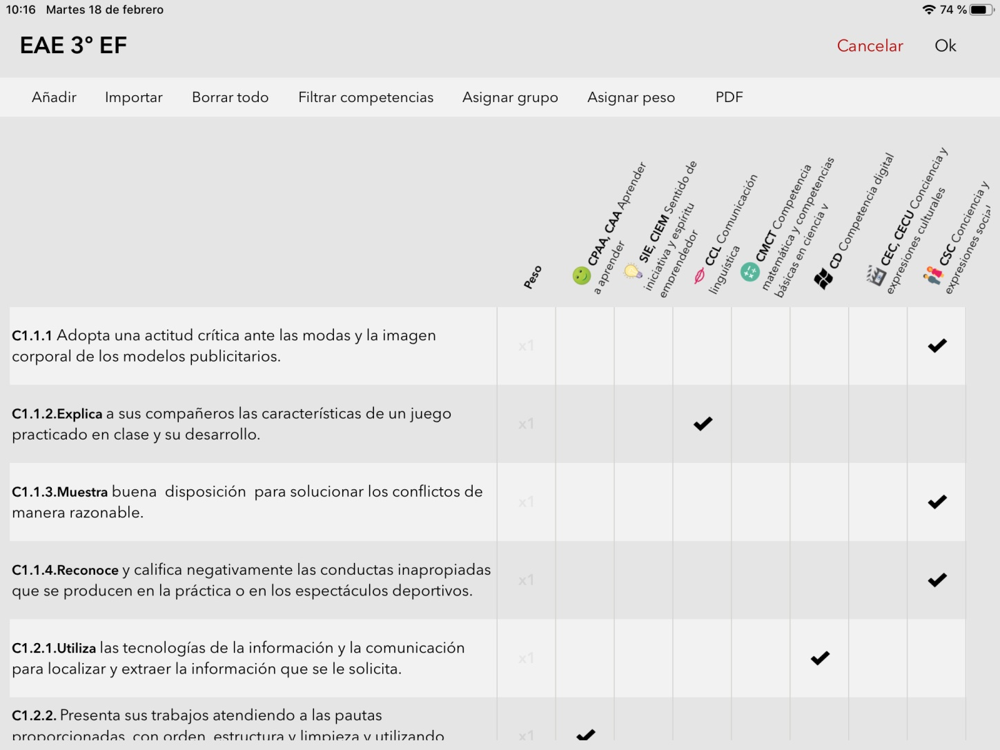 10:16 Martes 18 de febrero
74 %
EAE 3º EF
Cancelar Ok
Añadir Importar Borrar todo Filtrar competencias Asignar grupo Asignar peso PDF
Peso
CPAA, CAA Aprender
a aprender
SIE, CIEM Sentido de
iniciativa y espíritu
emprendedor
CCL Comunicación
linguística
CMCT Competencia
matemática y competencias
básicas en ciencia y
CD Competencia digital
CEC, CECU Conciencia y
expresiones culturales
CSC Conciencia y
expresiones social
C1.1.1 Adopta una actitud crítica ante las modas y la imagen
corporal de los modelos publicitarios.
x1
C1.1.2.Explica a sus compañeros las características de un juego
practicado en clase y su desarrollo.
x1
C1.1.3.Muestra buena disposición para solucionar los conflictos de
manera razonable.
x1
C1.1.4.Reconoce y califica negativamente las conductas inapropiadas
que se producen en la práctica o en los espectáculos deportivos.
x1
C1.2.1.Utiliza las tecnologías de la información y la comunicación
para localizar y extraer la información que se le solicita.
x1
C1.2.2. Presenta sus trabajos atendiendo a las pautas
proporcionadas, con orden, estructura y limpieza y utilizando
x1